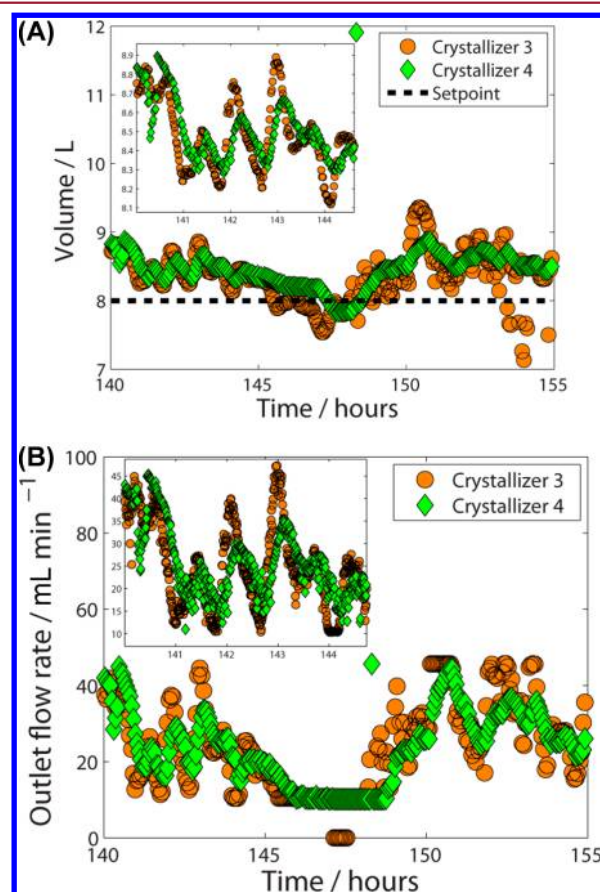 (A)
12
11
10
9
8
7
Volume / L
8.9
8.8
8.7
8.6
8.5
8.4
8.3
8.2
8.1
141 142 143 144
Crystallizer 3
Crystallizer 4
Setpoint
140 145 150 155
Time / hours
(B)
100
80
60
40
20
0
Outlet flow rate / mL min⁻¹
45
40
35
30
25
20
15
10
141 142 143 144
Crystallizer 3
Crystallizer 4
140 145 150 155
Time / hours